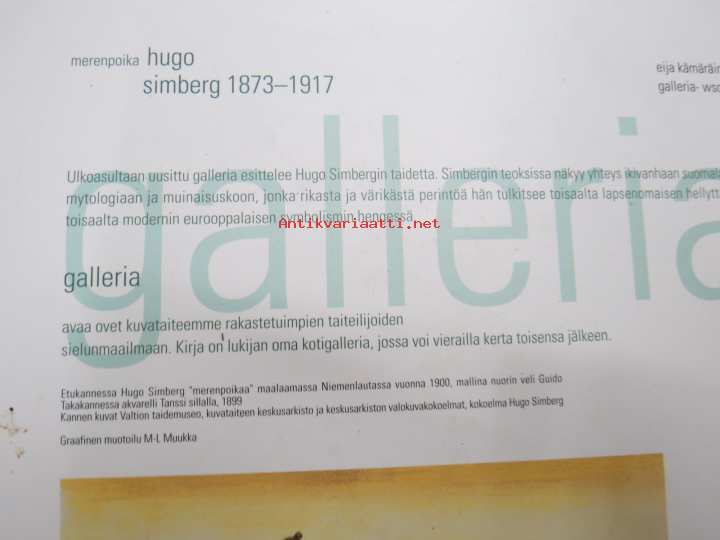 merenpoika hugo
simberg 1873–1917
eija kämäräin
galleria- wso
galleria
Ulkoasultaan uusittu galleria esittelee Hugo Simbergin taidetta. Simbergin teoksissa näkyy yhteys ikivanhaan suomala
mytologiaan ja muinaisuskoon, jonka rikasta ja värikästä perintöä hän tulkitsee toisaalta lapsenomaisen hellyttä
toisaalta modernin eurooppalaisen symbolismin hengessä.
Antikvariaatti.net
galleria
avaa ovet kuvataiteemme rakastetuimpien taiteilijoiden
sielunmaailmaan. Kirja on lukijan oma kotigalleria, jossa voi vierailla kerta toisensa jälkeen.
Etukannessa Hugo Simberg "merenpoikaa" maalaamassa Niemenlautassa vuonna 1900, mallina nuorin veli Guido
Takakannessa akvarelli Tanssi sillalla, 1899
Kannen kuvat Valtion taidemuseo, kuvataiteen keskusarkisto ja keskusarkiston valokuvakokoelmat, kokoelma Hugo Simberg
Graafinen muotoilu M-L Muukka